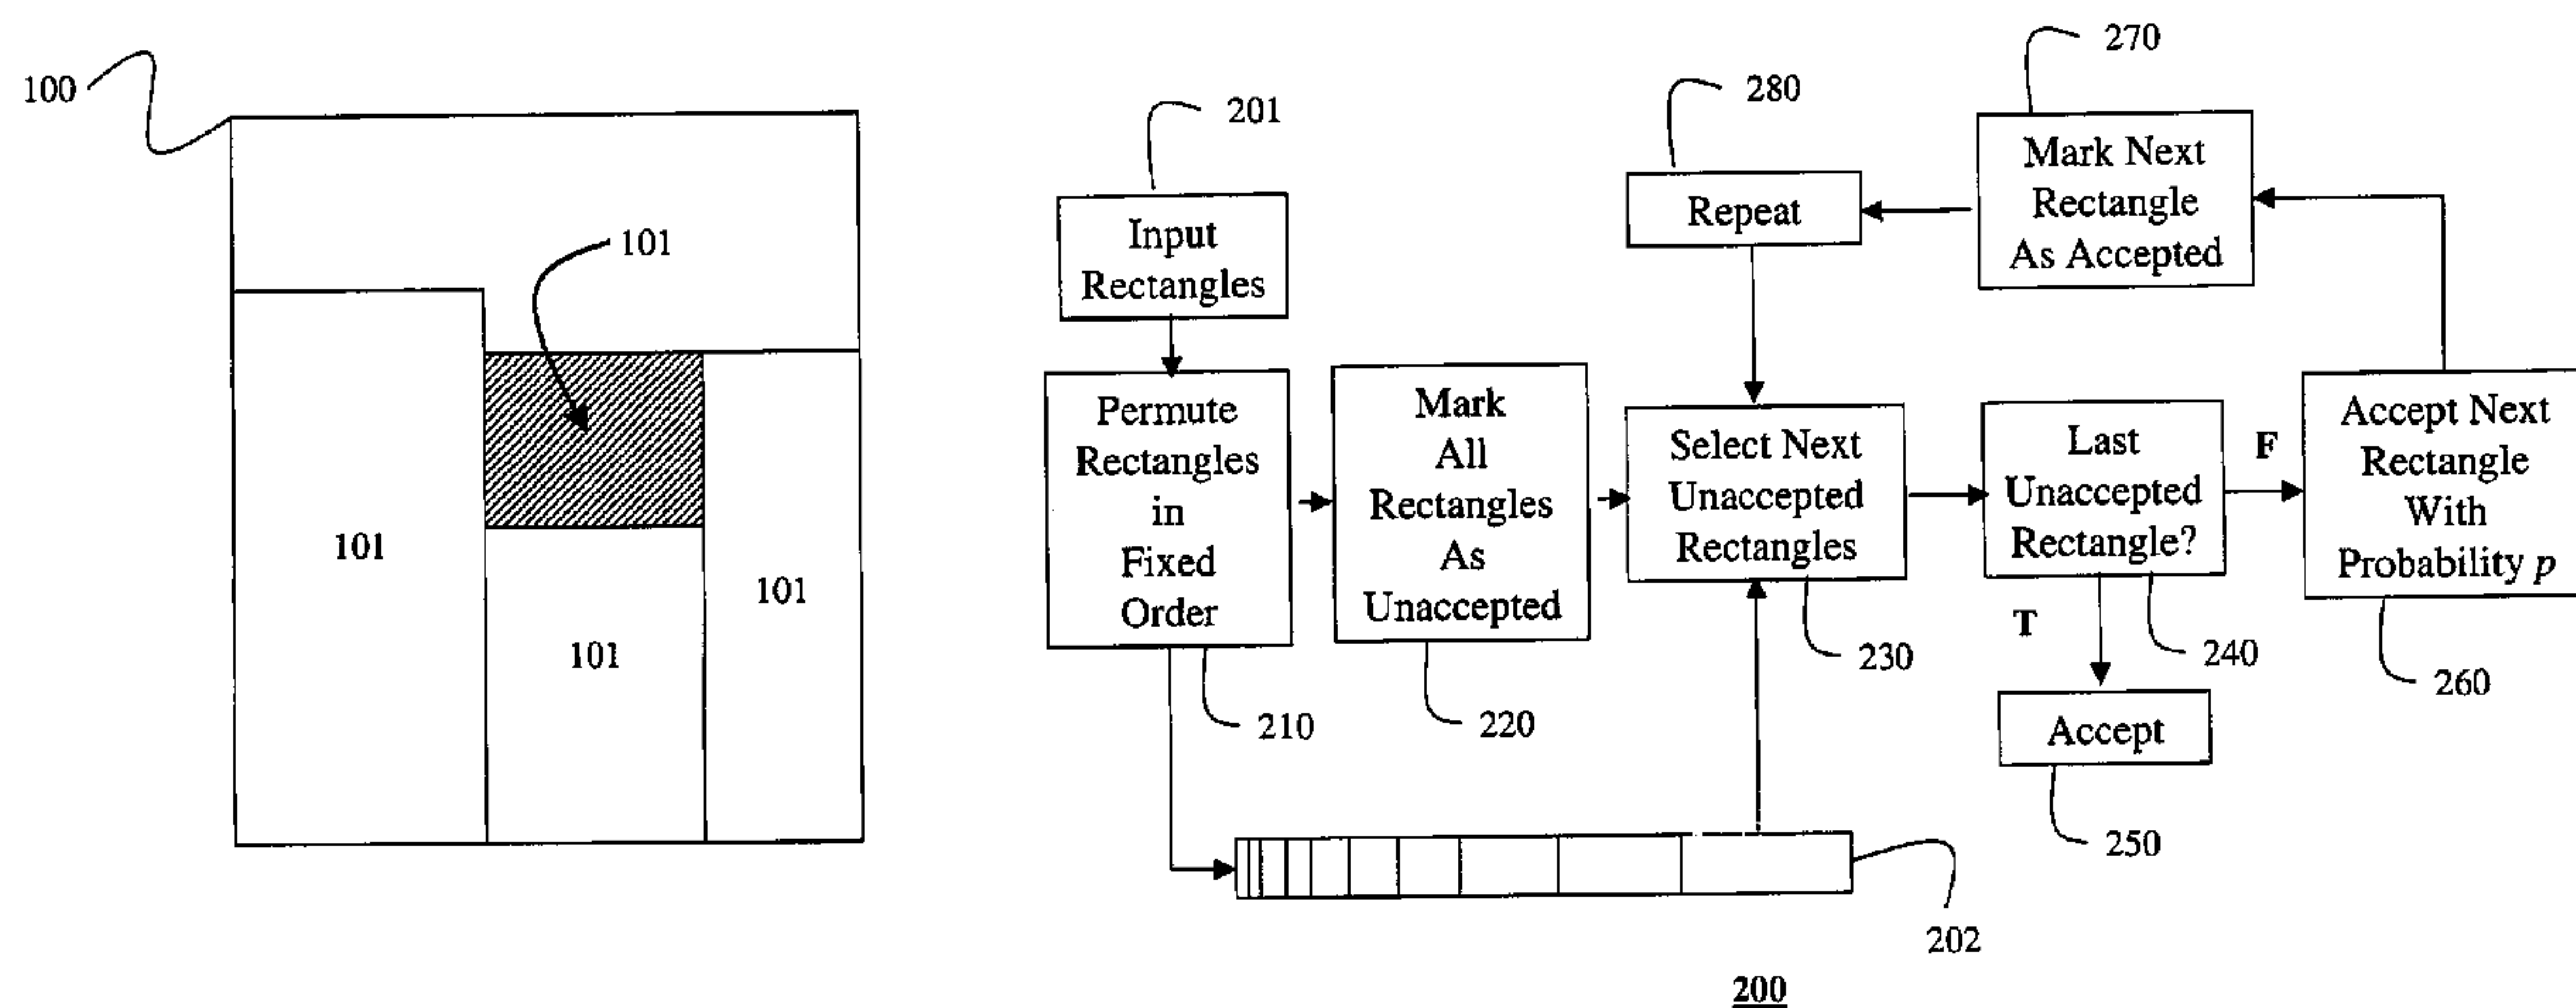 100
101
101
101
101
201
Input
Rectangles
Permute
Rectangles
in
Fixed
Order
210
Mark
All
Rectangles
As
Unaccepted
220
280
Repeat
270
Mark Next
Rectangle
As Accepted
Select Next
Unaccepted
Rectangles
230
Last
Unaccepted
Rectangle?
240
F
T
Accept Next
Rectangle
With
Probability p
260
Accept
250
202
200